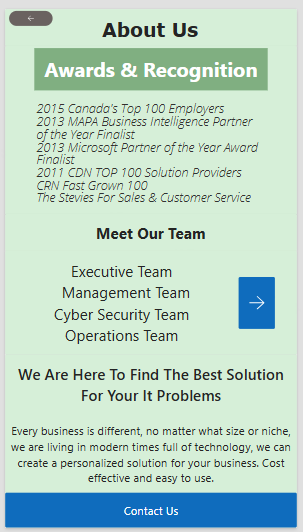 About Us
Awards & Recognition
2015 Canada's Top 100 Employers
2013 MAPA Business Intelligence Partner
of the Year Finalist
2013 Microsoft Partner of the Year Award
Finalist
2011 CDN TOP 100 Solution Providers
CRN Fast Grown 100
The Stevies For Sales & Customer Service
Meet Our Team
Executive Team
Management Team
Cyber Security Team
Operations Team
We Are Here To Find The Best Solution
For Your It Problems
Every business is different, no matter what size or niche,
we are living in modern times full of technology, we can
create a personalized solution for your business. Cost
effective and easy to use.
Contact Us